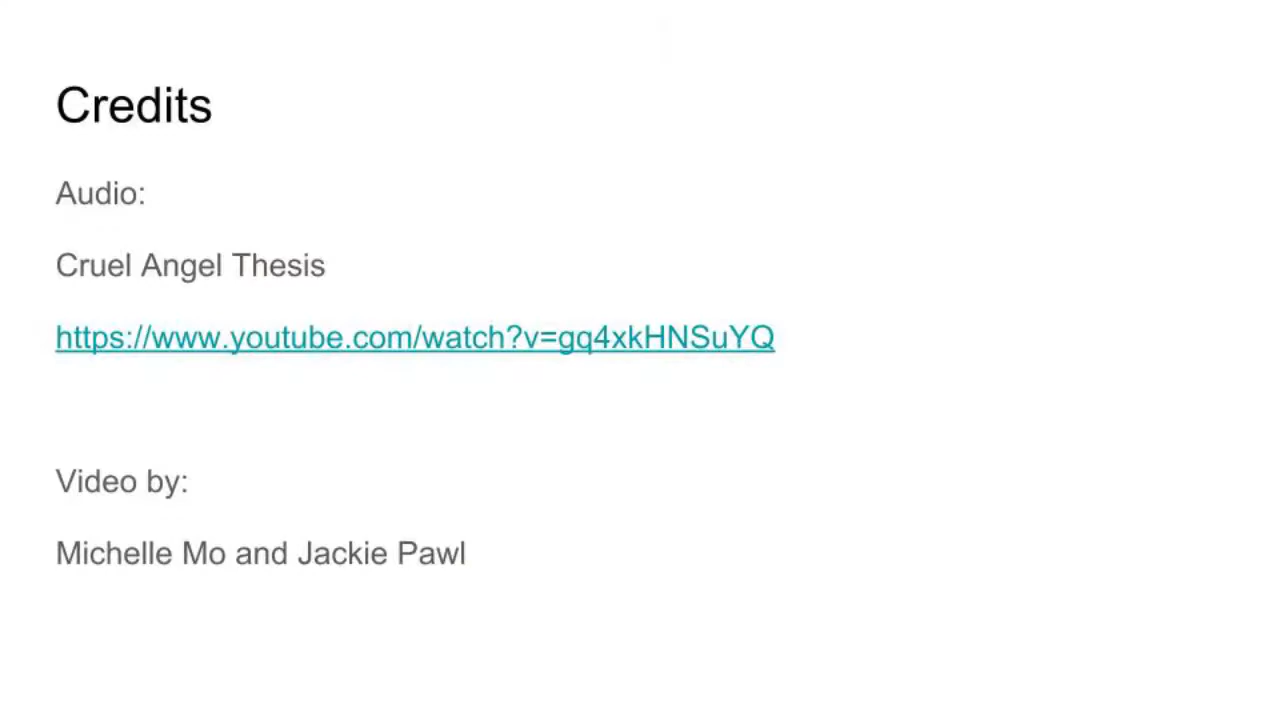 Credits
Audio:
Cruel Angel Thesis
https://www.youtube.com/watch?v=gq4xkHNSuYQ
Video by:
Michelle Mo and Jackie Pawl